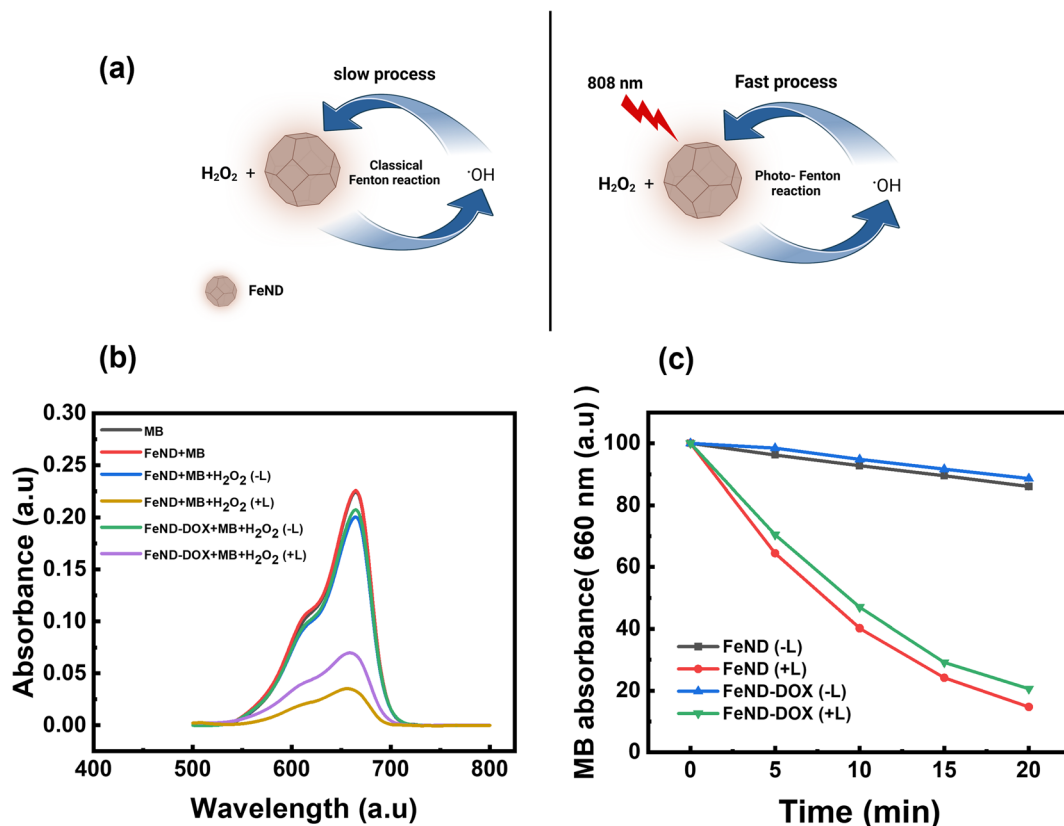 (a)
slow process
H₂O₂ +
Classical
Fenton reaction
·OH
FeND
808 nm
Fast process
H₂O₂ +
Photo- Fenton
reaction
·OH
(b)
0.30
0.25
0.20
0.15
0.10
0.05
0.00
Absorbance (a.u)
MB
FeND+MB
FeND+MB+H₂O₂ (-L)
FeND+MB+H₂O₂ (+L)
FeND-DOX+MB+H₂O₂ (-L)
FeND-DOX+MB+H₂O₂ (+L)
400 500 600 700 800
Wavelength (a.u)
(c)
MB absorbance( 660 nm (a.u) )
100
80
60
40
20
0
FeND (-L)
FeND (+L)
FeND-DOX (-L)
FeND-DOX (+L)
0 5 10 15 20
Time (min)